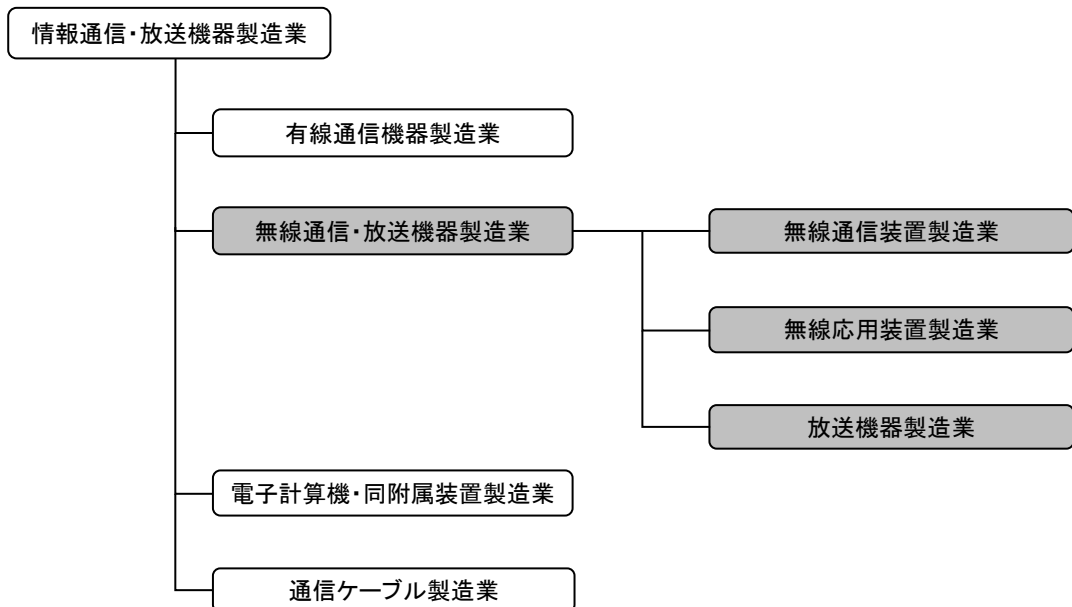 情報通信・放送機器製造業
有線通信機器製造業
無線通信・放送機器製造業
無線通信装置製造業
無線応用装置製造業
放送機器製造業
電子計算機・同附属装置製造業
通信ケーブル製造業